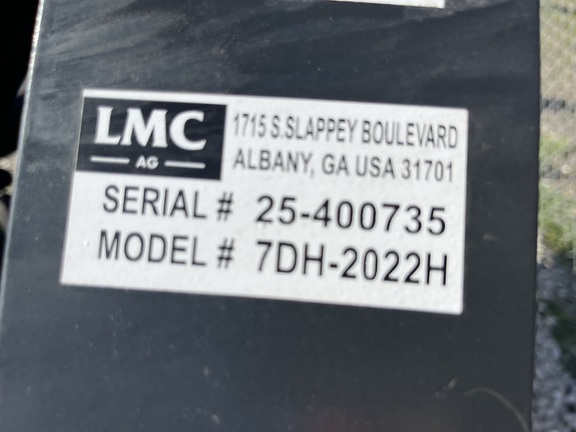 LMC
AG
1715 S.SLAPPEY BOULEVARD
ALBANY, GA USA 31701
SERIAL # 25-400735
MODEL # 7DH-2022H